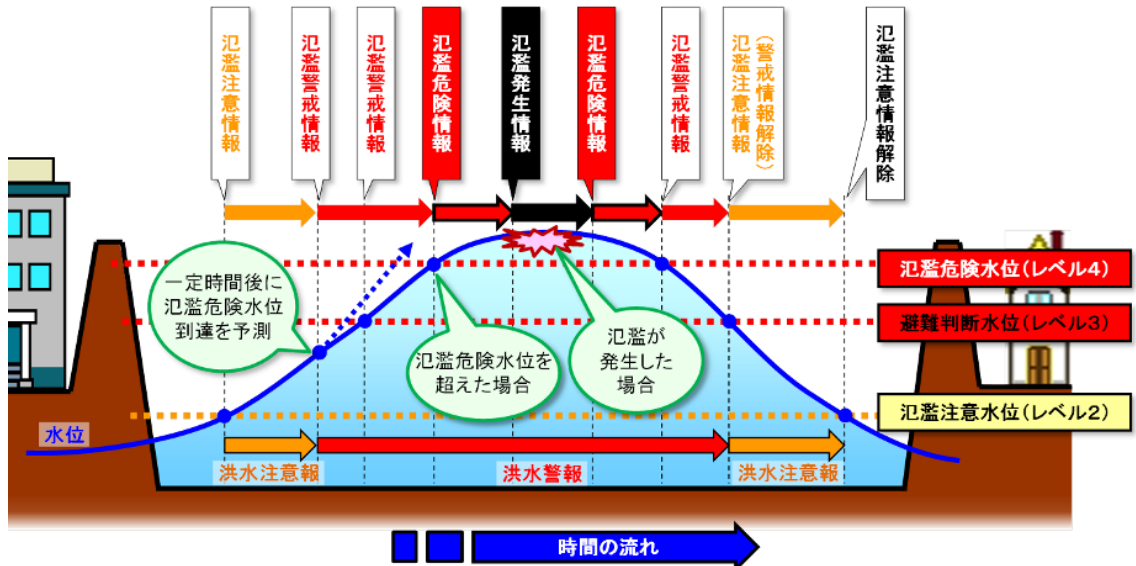 氾濫注意情報
氾濫警戒情報
氾濫警戒情報
氾濫危険情報
氾濫発生情報
氾濫危険情報
氾濫警戒情報
氾濫注意情報
（警戒情報解除）
氾濫注意情報解除
一定時間後に
氾濫危険水位
到達を予測
氾濫危険水位を
超えた場合
氾濫が
発生した
場合
氾濫危険水位(レベル4)
避難判断水位(レベル3)
氾濫注意水位(レベル2)
水位
洪水注意報
洪水警報
洪水注意報
時間の流れ